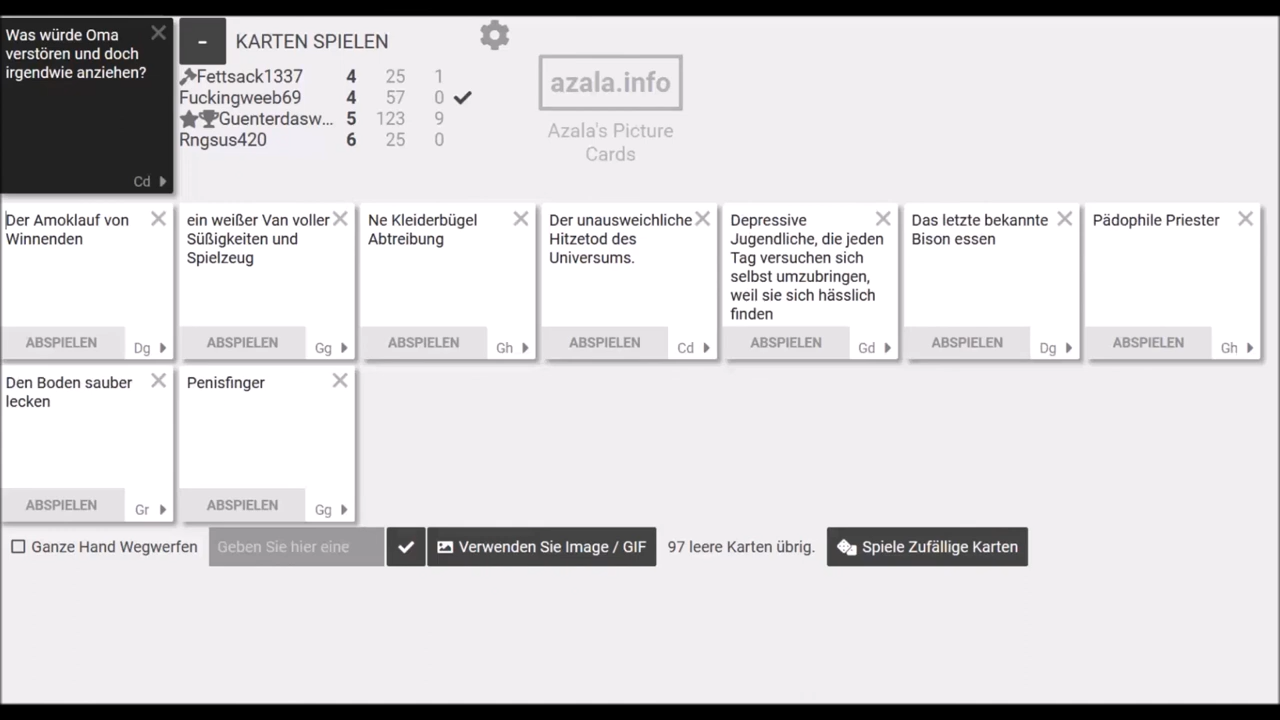 Was würde Oma
verstören und doch
irgendwie anziehen?
Cd
-
KARTEN SPIELEN
Fettsack1337 4 25 1
Fuckingweeb69 4 57 0
Guenterdasw... 5 123 9
Rngsus420 6 25 0
azala.info
Azala's Picture
Cards
Der Amoklauf von
Winnenden
ABSPIELEN
Dg
ein weißer Van voller
Süßigkeiten und
Spielzeug
ABSPIELEN
Gg
Ne Kleiderbügel
Abtreibung
ABSPIELEN
Gh
Der unausweichliche
Hitzetod des
Universums.
ABSPIELEN
Cd
Depressive
Jugendliche, die jeden
Tag versuchen sich
selbst umzubringen,
weil sie sich hässlich
finden
ABSPIELEN
Gd
Das letzte bekannte
Bison essen
ABSPIELEN
Dg
Pädophile Priester
ABSPIELEN
Gh
Den Boden sauber
lecken
ABSPIELEN
Gr
Penisfinger
ABSPIELEN
Gg
Ganze Hand Wegwerfen
Geben Sie hier eine
Verwenden Sie Image / GIF
97 leere Karten übrig.
Spiele Zufällige Karten